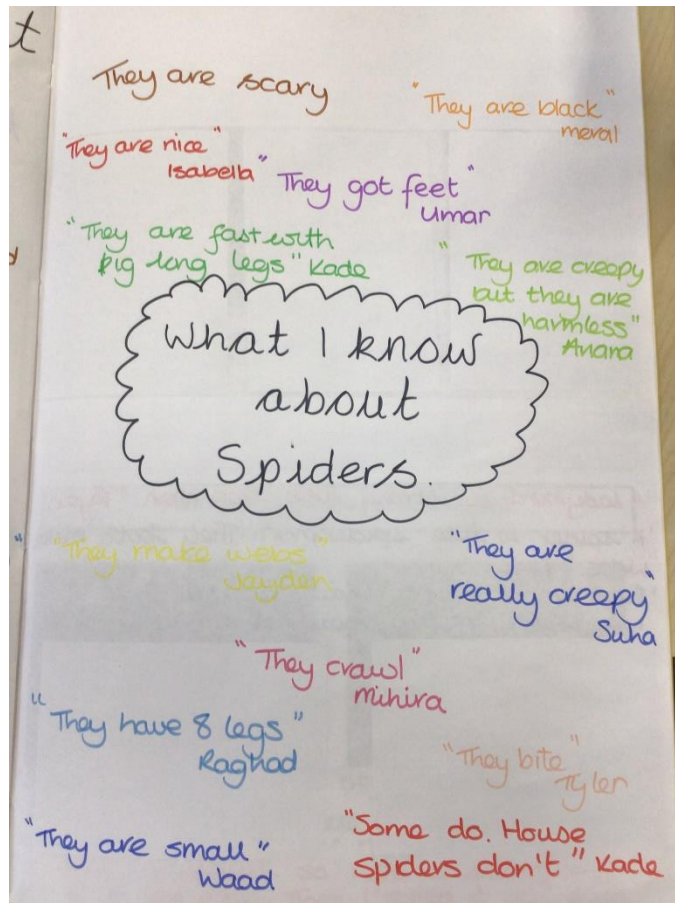 t
They are scary
"They are black"
meral
"They are nice"
Isabella
"They got feet"
Umar
"They are fast with
big long legs" Kade
"They are creepy
but they are
harmless"
Anara
What I know
about
Spiders.
"They make webs"
Jayden
"They are
really creepy"
Suha
"They crawl"
Mihira
"They have 8 legs"
Raghad
"They bite"
Tyler
"They are small"
Waad
"Some do. House
spiders don't" Kade